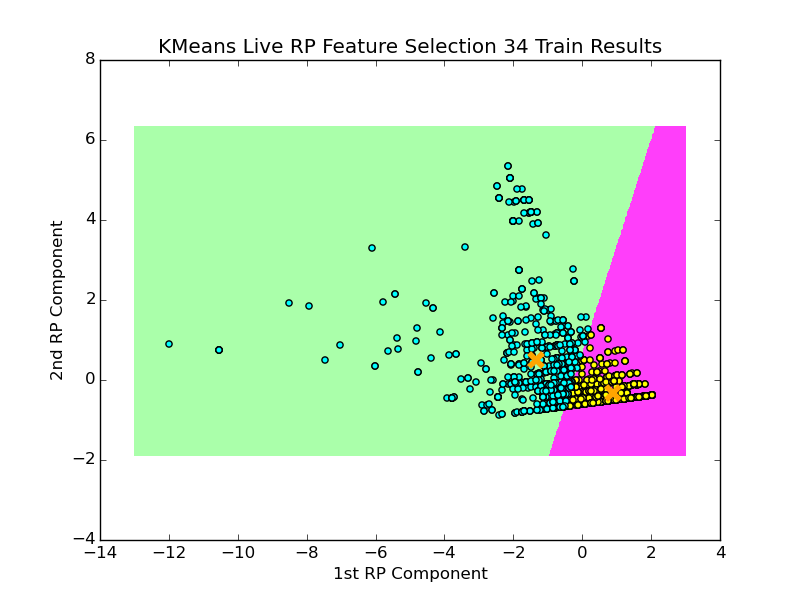 KMeans Live RP Feature Selection 34 Train Results
8
6
4
2
0
−2
−4
2nd RP Component
−14 −12 −10 −8 −6 −4 −2 0 2 4
1st RP Component